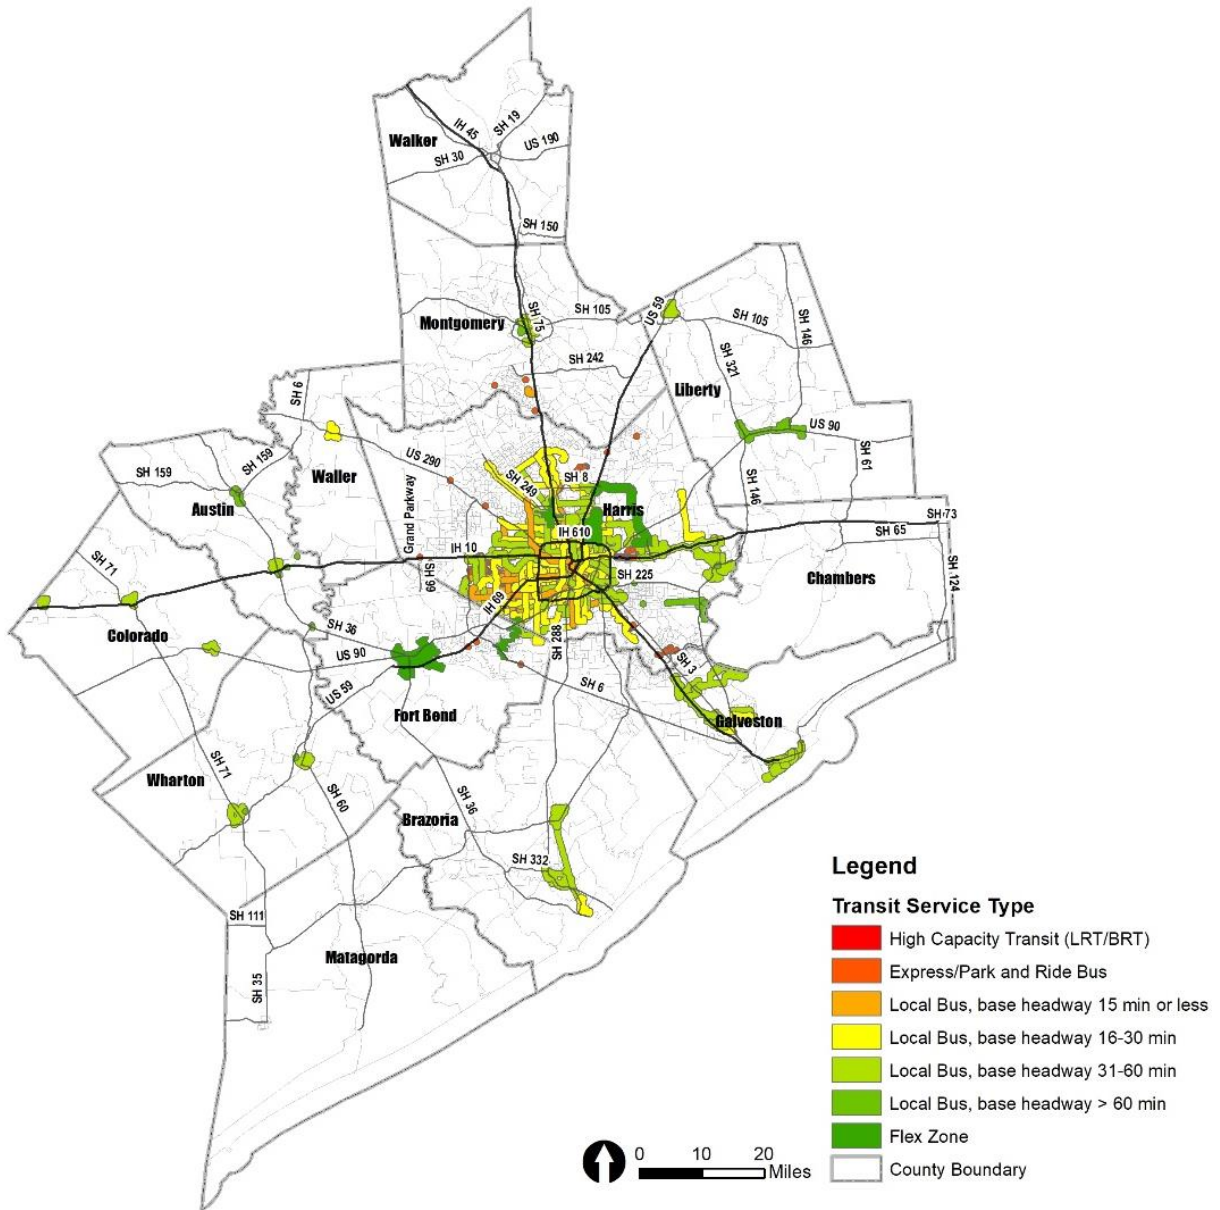 Walker
IH 45
SH 19
US 190
SH 30
SH 150
Montgomery
SH 75
SH 105
US 59
SH 105
SH 146
SH 242
SH 321
Liberty
SH 6
US 90
SH 159
SH 159
US 290
SH 249
SH 8
SH 61
Waller
SH 146
Austin
Grand Parkway
Harris
SH 73
IH 610
SH 65
IH 10
SH 71
SH 99
SH 225
Chambers
SH 124
IH 69
Colorado
SH 36
SH 288
US 90
SH 3
US 59
SH 6
Fort Bend
Galveston
SH 71
Wharton
SH 60
SH 36
Brazoria
SH 332
SH 111
Matagorda
SH 35
Legend
Transit Service Type
High Capacity Transit (LRT/BRT)
Express/Park and Ride Bus
Local Bus, base headway 15 min or less
Local Bus, base headway 16-30 min
Local Bus, base headway 31-60 min
Local Bus, base headway > 60 min
Flex Zone
County Boundary
0 10 20
Miles